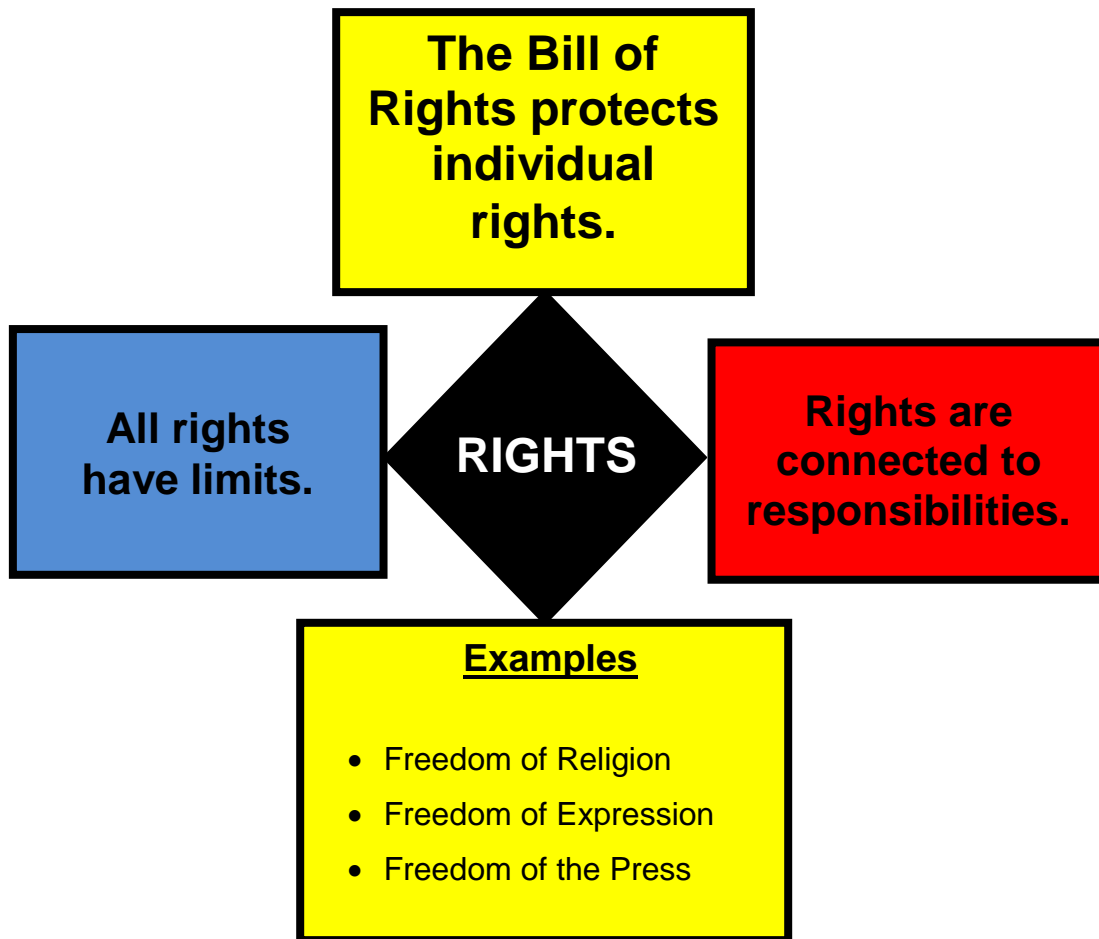 The Bill of
Rights protects
individual
rights.
All rights
have limits.
RIGHTS
Rights are
connected to
responsibilities.
Examples
• Freedom of Religion
• Freedom of Expression
• Freedom of the Press